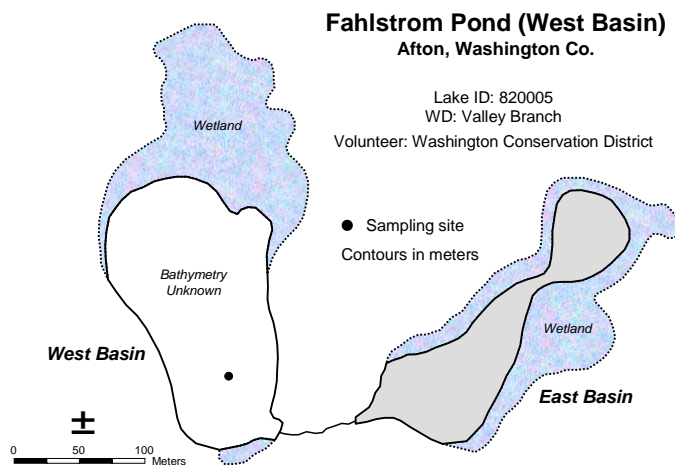 Fahlstrom Pond (West Basin)
Afton, Washington Co.
Lake ID: 820005
WD: Valley Branch
Volunteer: Washington Conservation District
Wetland
Sampling site
Contours in meters
Bathymetry
Unknown
Wetland
West Basin
East Basin
0 50 100
Meters